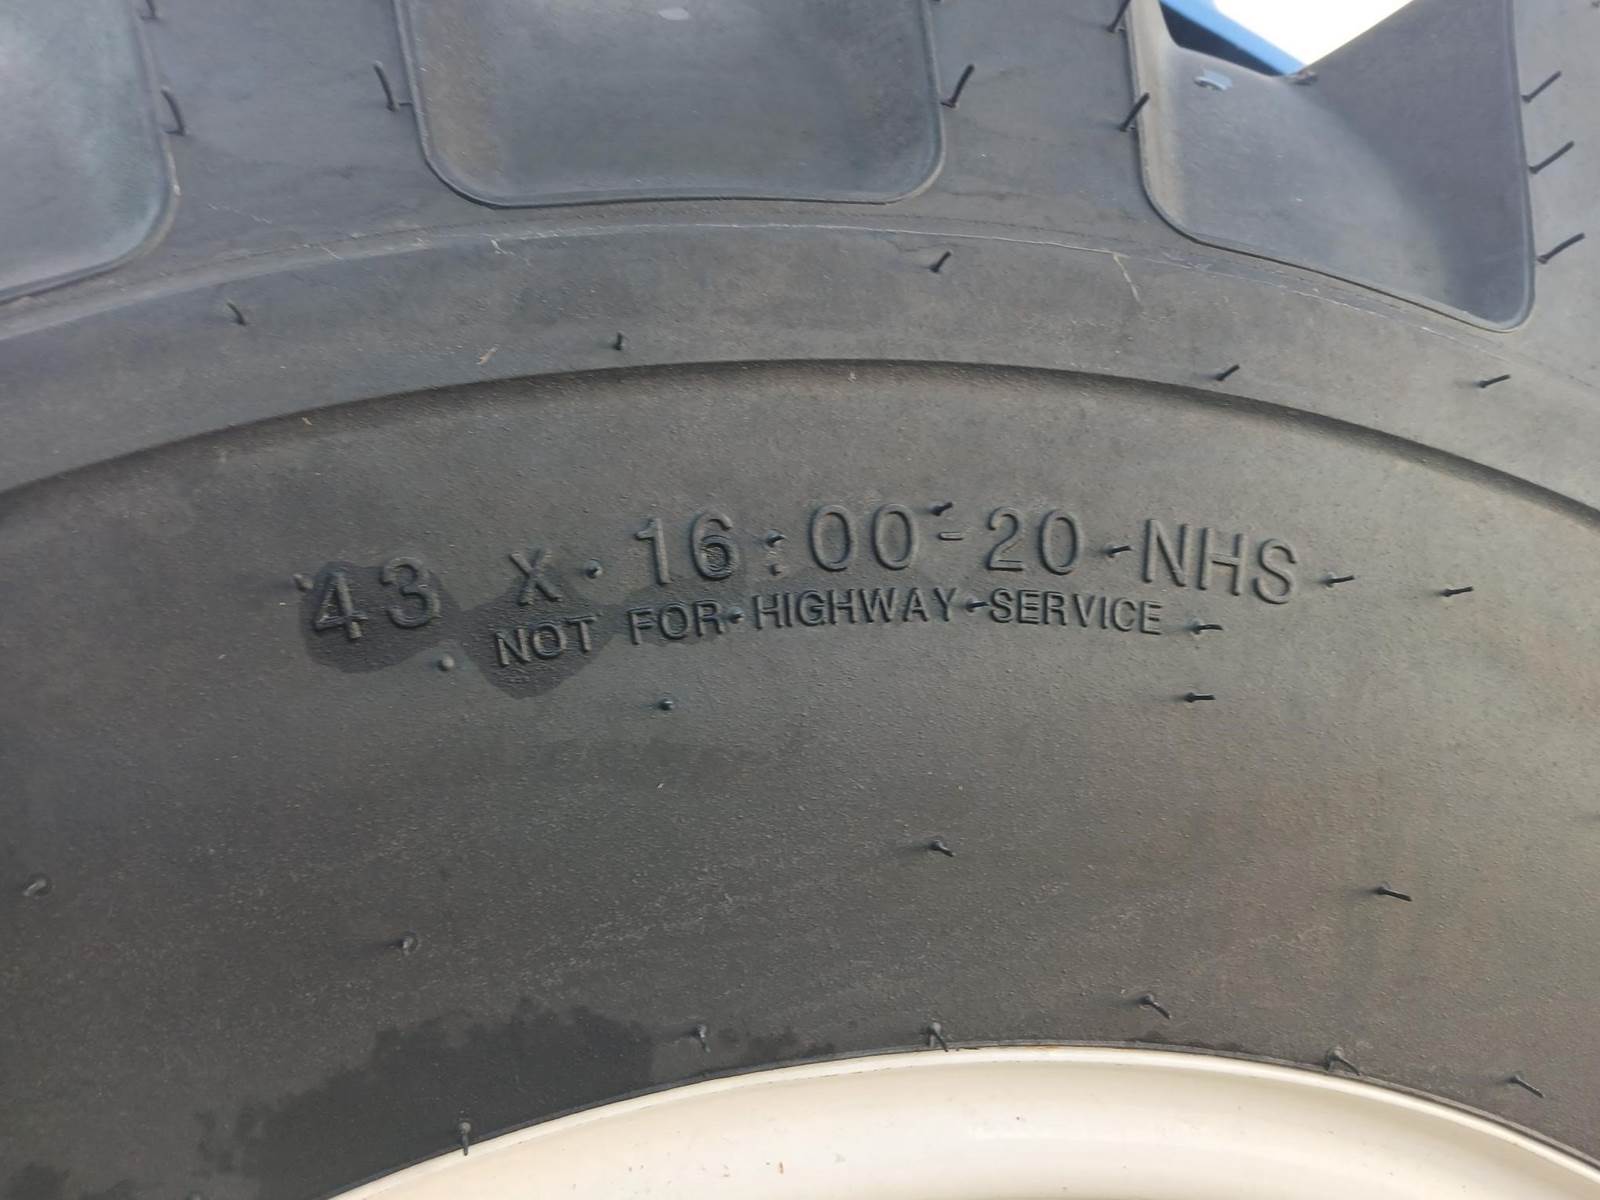 43 x 16:00-20 NHS
NOT FOR HIGHWAY SERVICE